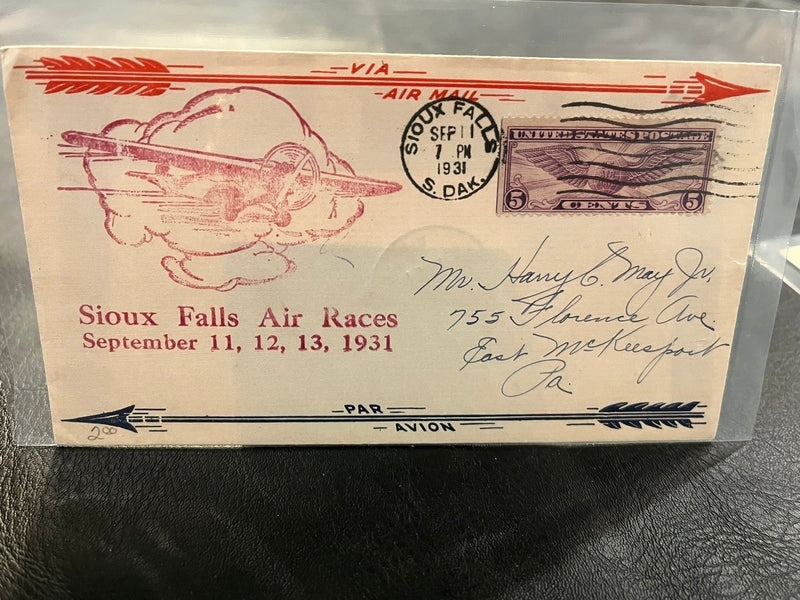 VIA
AIR MAIL
SIOUX FALLS
SEP 11
7 PM
1931
S. DAK.
UNITED STATES POSTAGE
5 CENTS 5
Mr. Harry E. May Jr.
755 Florence Ave.
East McKeesport
Pa.
Sioux Falls Air Races
September 11, 12, 13, 1931
PAR
AVION
200